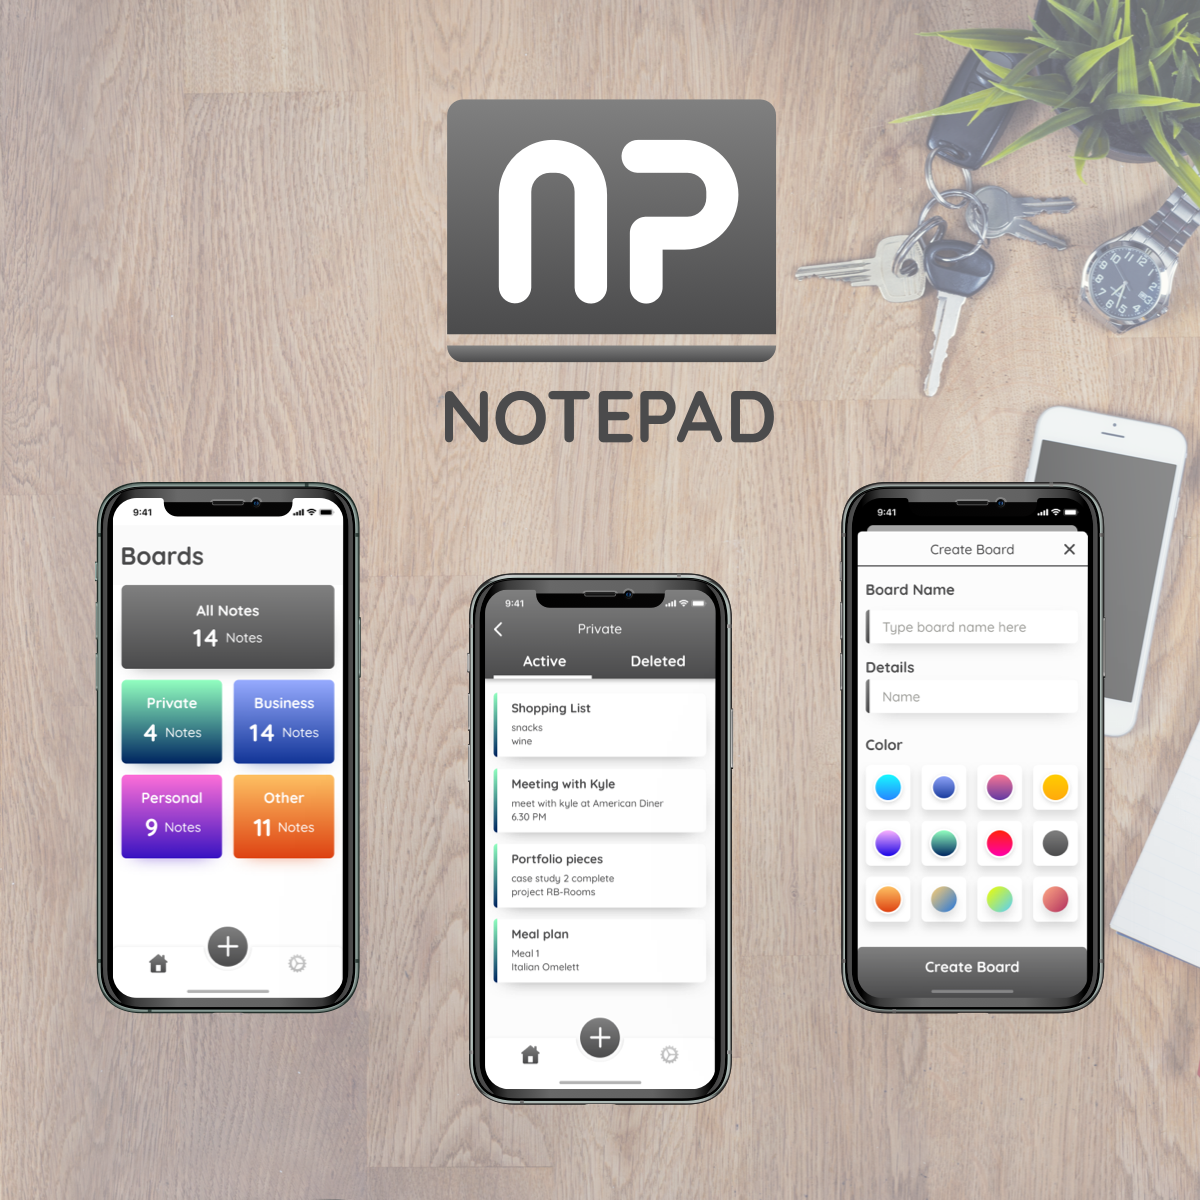 NP
NOTEPAD
9:41
Boards
All Notes
14 Notes
Private
4 Notes
Business
14 Notes
Personal
9 Notes
Other
11 Notes
9:41
Private
Active
Deleted
Shopping List
snacks
wine
Meeting with Kyle
meet with kyle at American Diner
6.30 PM
Portfolio pieces
case study 2 complete
project RB-Rooms
Meal plan
Meal 1
Italian Omelett
9:41
Create Board
Board Name
Type board name here
Details
Name
Color
Create Board